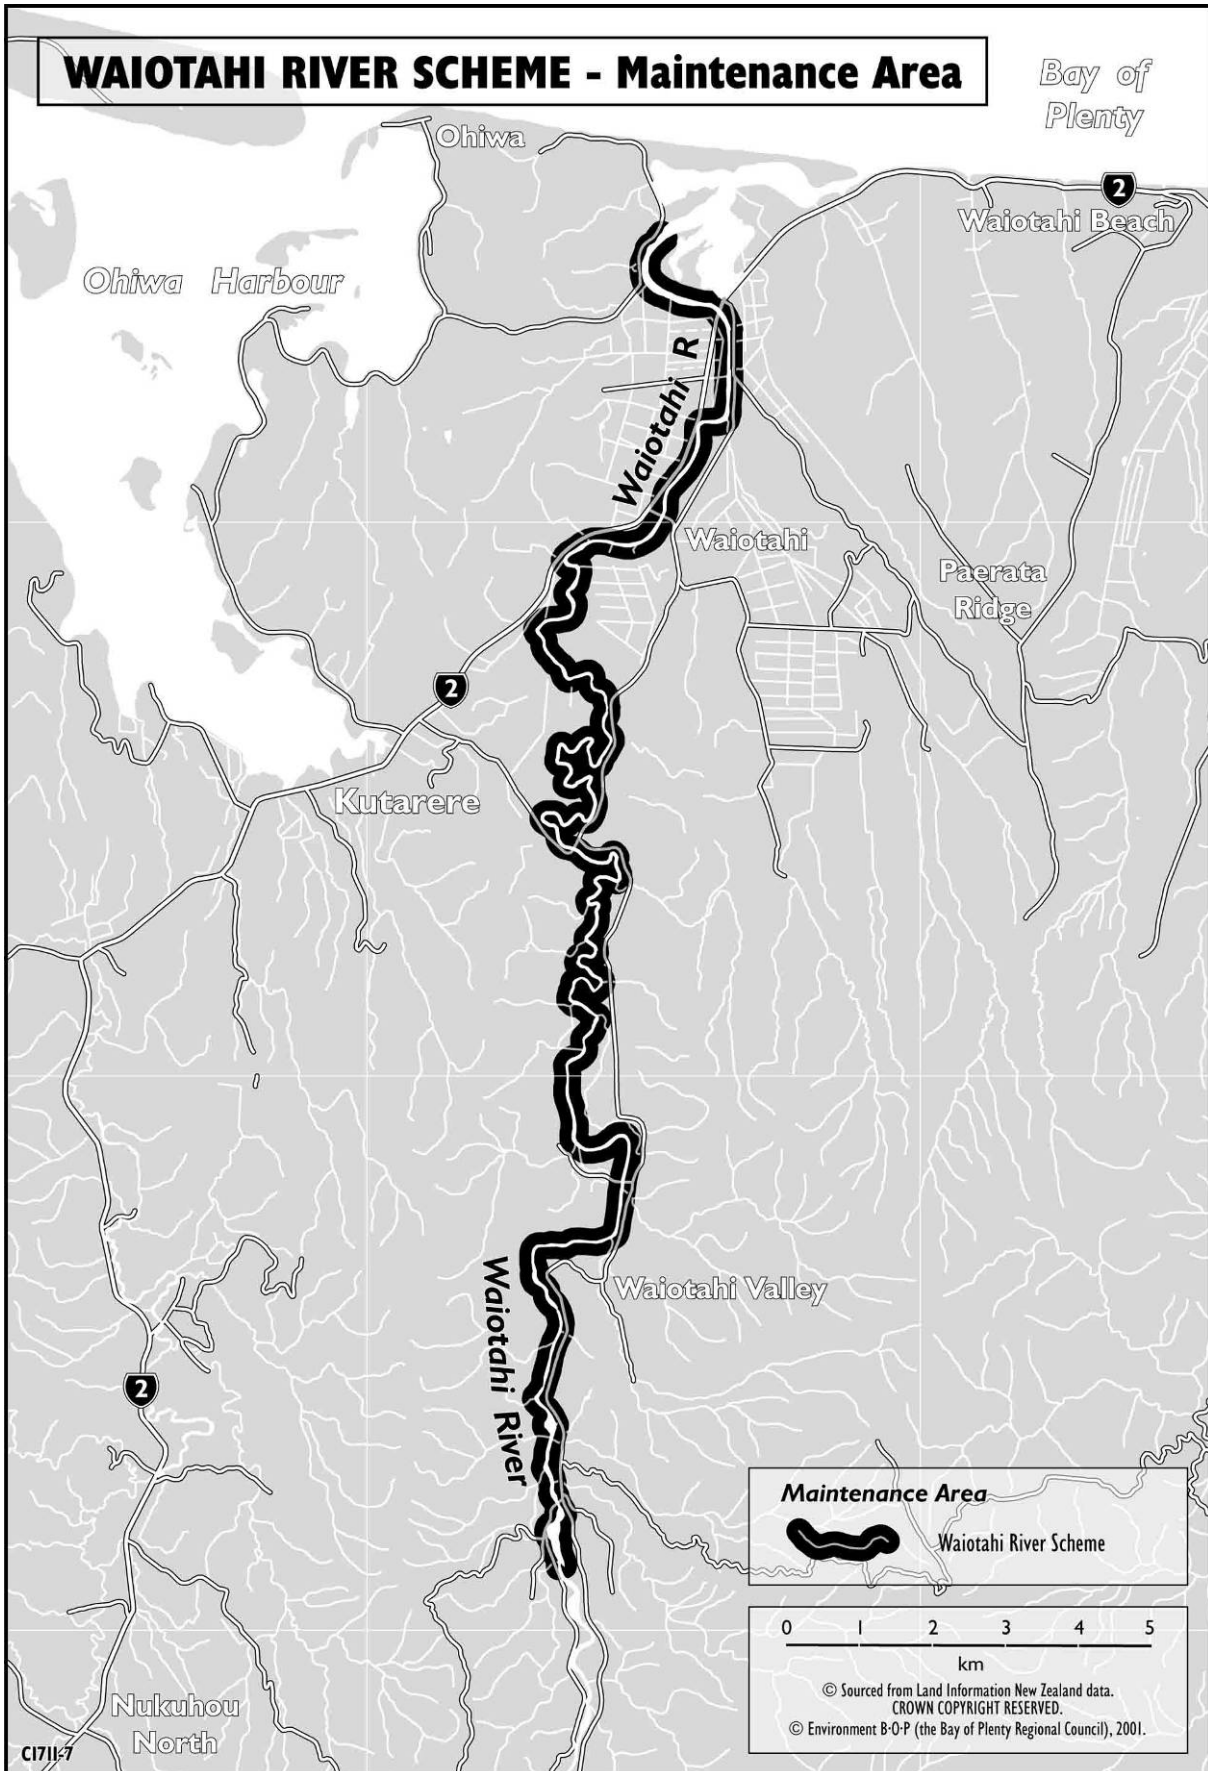 WAIOTAHI RIVER SCHEME - Maintenance Area
Bay of
Plenty
Ohiwa
2
Waiotahi Beach
Ohiwa Harbour
Waiotahi R
Waiotahi
Paerata
Ridge
2
Kutarere
Waiotahi Valley
Waiotahi River
2
Maintenance Area
Waiotahi River Scheme
0 1 2 3 4 5
km
© Sourced from Land Information New Zealand data.
CROWN COPYRIGHT RESERVED.
© Environment B·O·P (the Bay of Plenty Regional Council), 2001.
Nukuhou
North
C1711-7